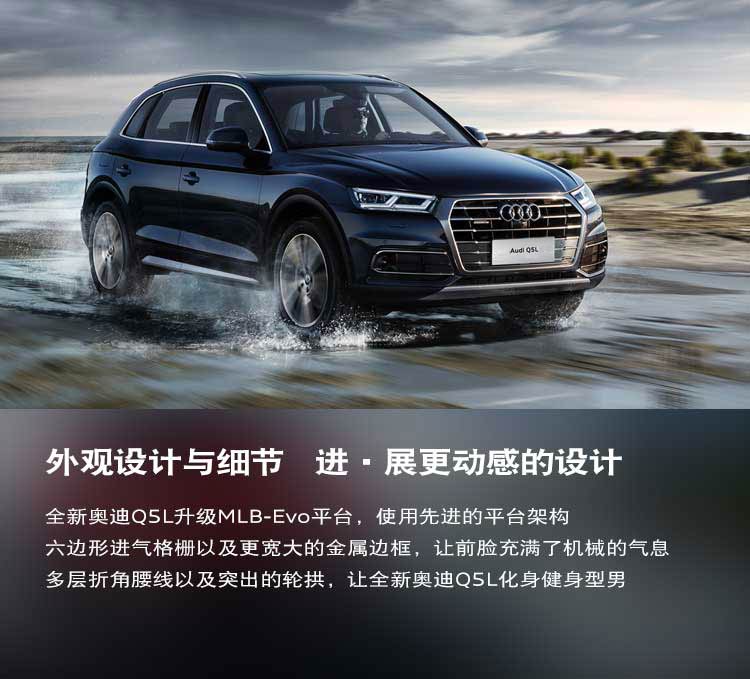 Audi Q5L
外观设计与细节 进·展更动感的设计
全新奥迪Q5L升级MLB-Evo平台，使用先进的平台架构
六边形进气格栅以及更宽大的金属边框，让前脸充满了机械的气息
多层折角腰线以及突出的轮拱，让全新奥迪Q5L化身健身型男